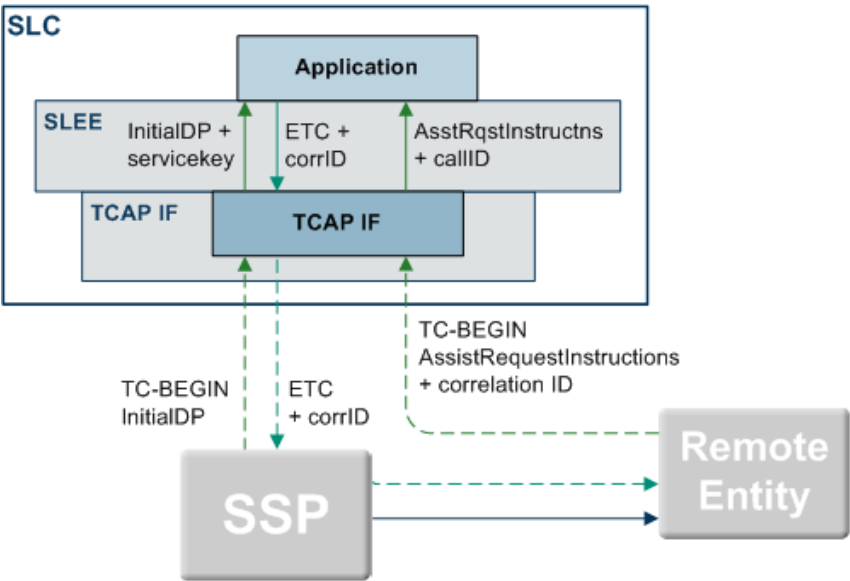 SLC
Application
SLEE
InitialDP +
servicekey
ETC +
corrID
AsstRqstInstructns
+ callID
TCAP IF
TCAP IF
TC-BEGIN
InitialDP
ETC
+ corrID
TC-BEGIN
AssistRequestInstructions
+ correlation ID
SSP
Remote
Entity